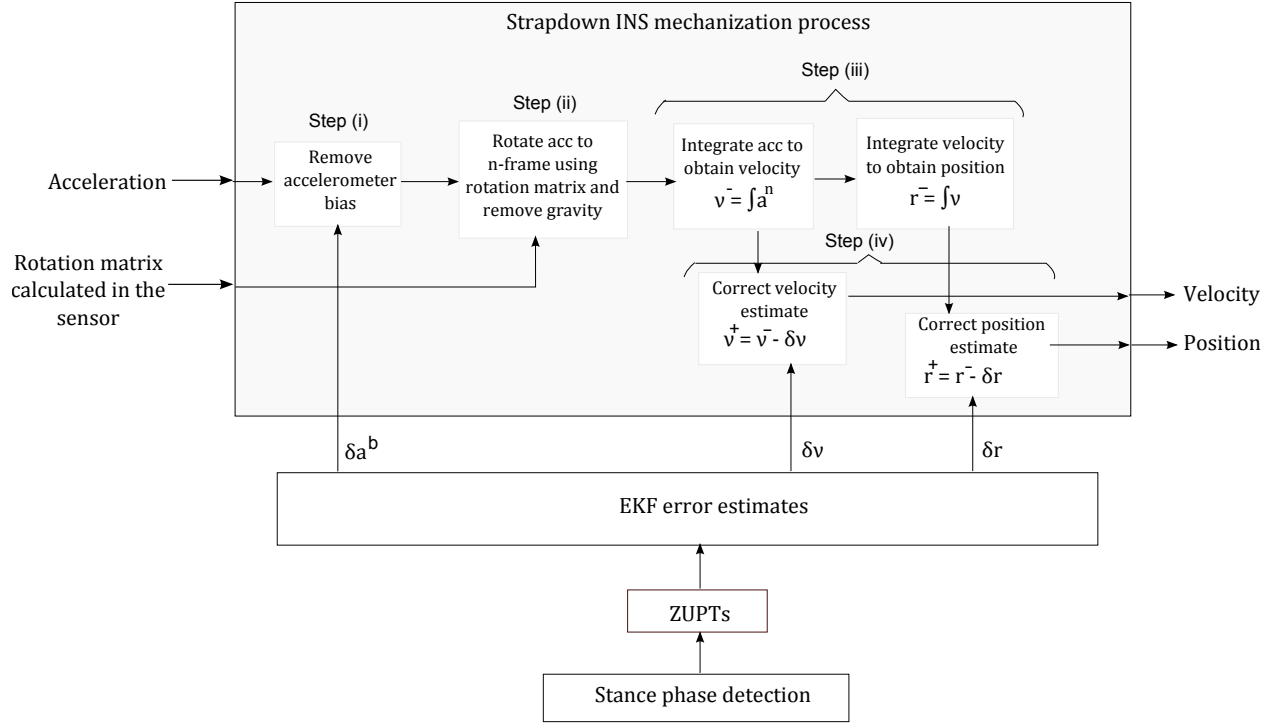 Strapdown INS mechanization process
Step (iii)
Step (ii)
Step (i)
Remove
accelerometer
bias
Rotate acc to
n-frame using
rotation matrix and
remove gravity
Integrate acc to
obtain velocity
ν⁻ = ∫aⁿ
Integrate velocity
to obtain position
r⁻ = ∫ν
Acceleration
Step (iv)
Rotation matrix
calculated in the
sensor
Correct velocity
estimate
ν⁺ = ν⁻ - δν
Correct position
estimate
r⁺ = r⁻ - δr
Velocity
Position
δaᵇ
δν
δr
EKF error estimates
ZUPTs
Stance phase detection